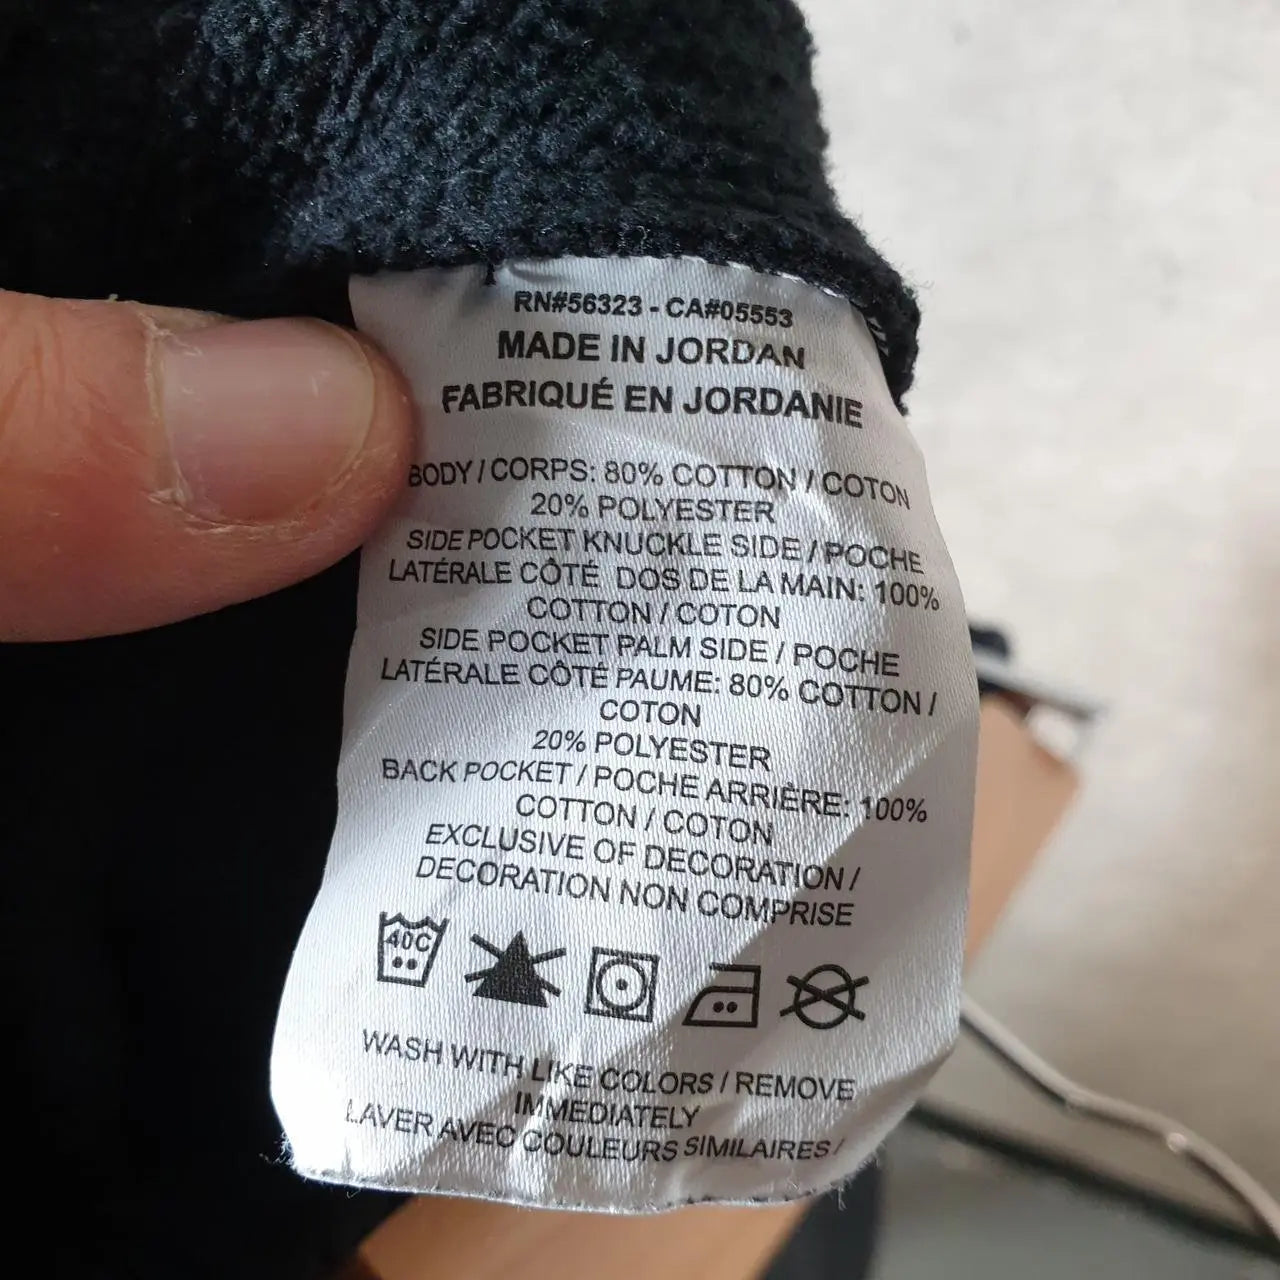 RN#56323 - CA#05553
MADE IN JORDAN
FABRIQUÉ EN JORDANIE
BODY / CORPS: 80% COTTON / COTON
20% POLYESTER
SIDE POCKET KNUCKLE SIDE / POCHE
LATÉRALE CÔTÉ DOS DE LA MAIN: 100%
COTTON / COTON
SIDE POCKET PALM SIDE / POCHE
LATÉRALE CÔTÉ PAUME: 80% COTTON /
COTON
20% POLYESTER
BACK POCKET / POCHE ARRIÈRE: 100%
COTTON / COTON
EXCLUSIVE OF DECORATION /
DECORATION NON COMPRISE
40C
WASH WITH LIKE COLORS / REMOVE
IMMEDIATELY
LAVER AVEC COULEURS SIMILAIRES /